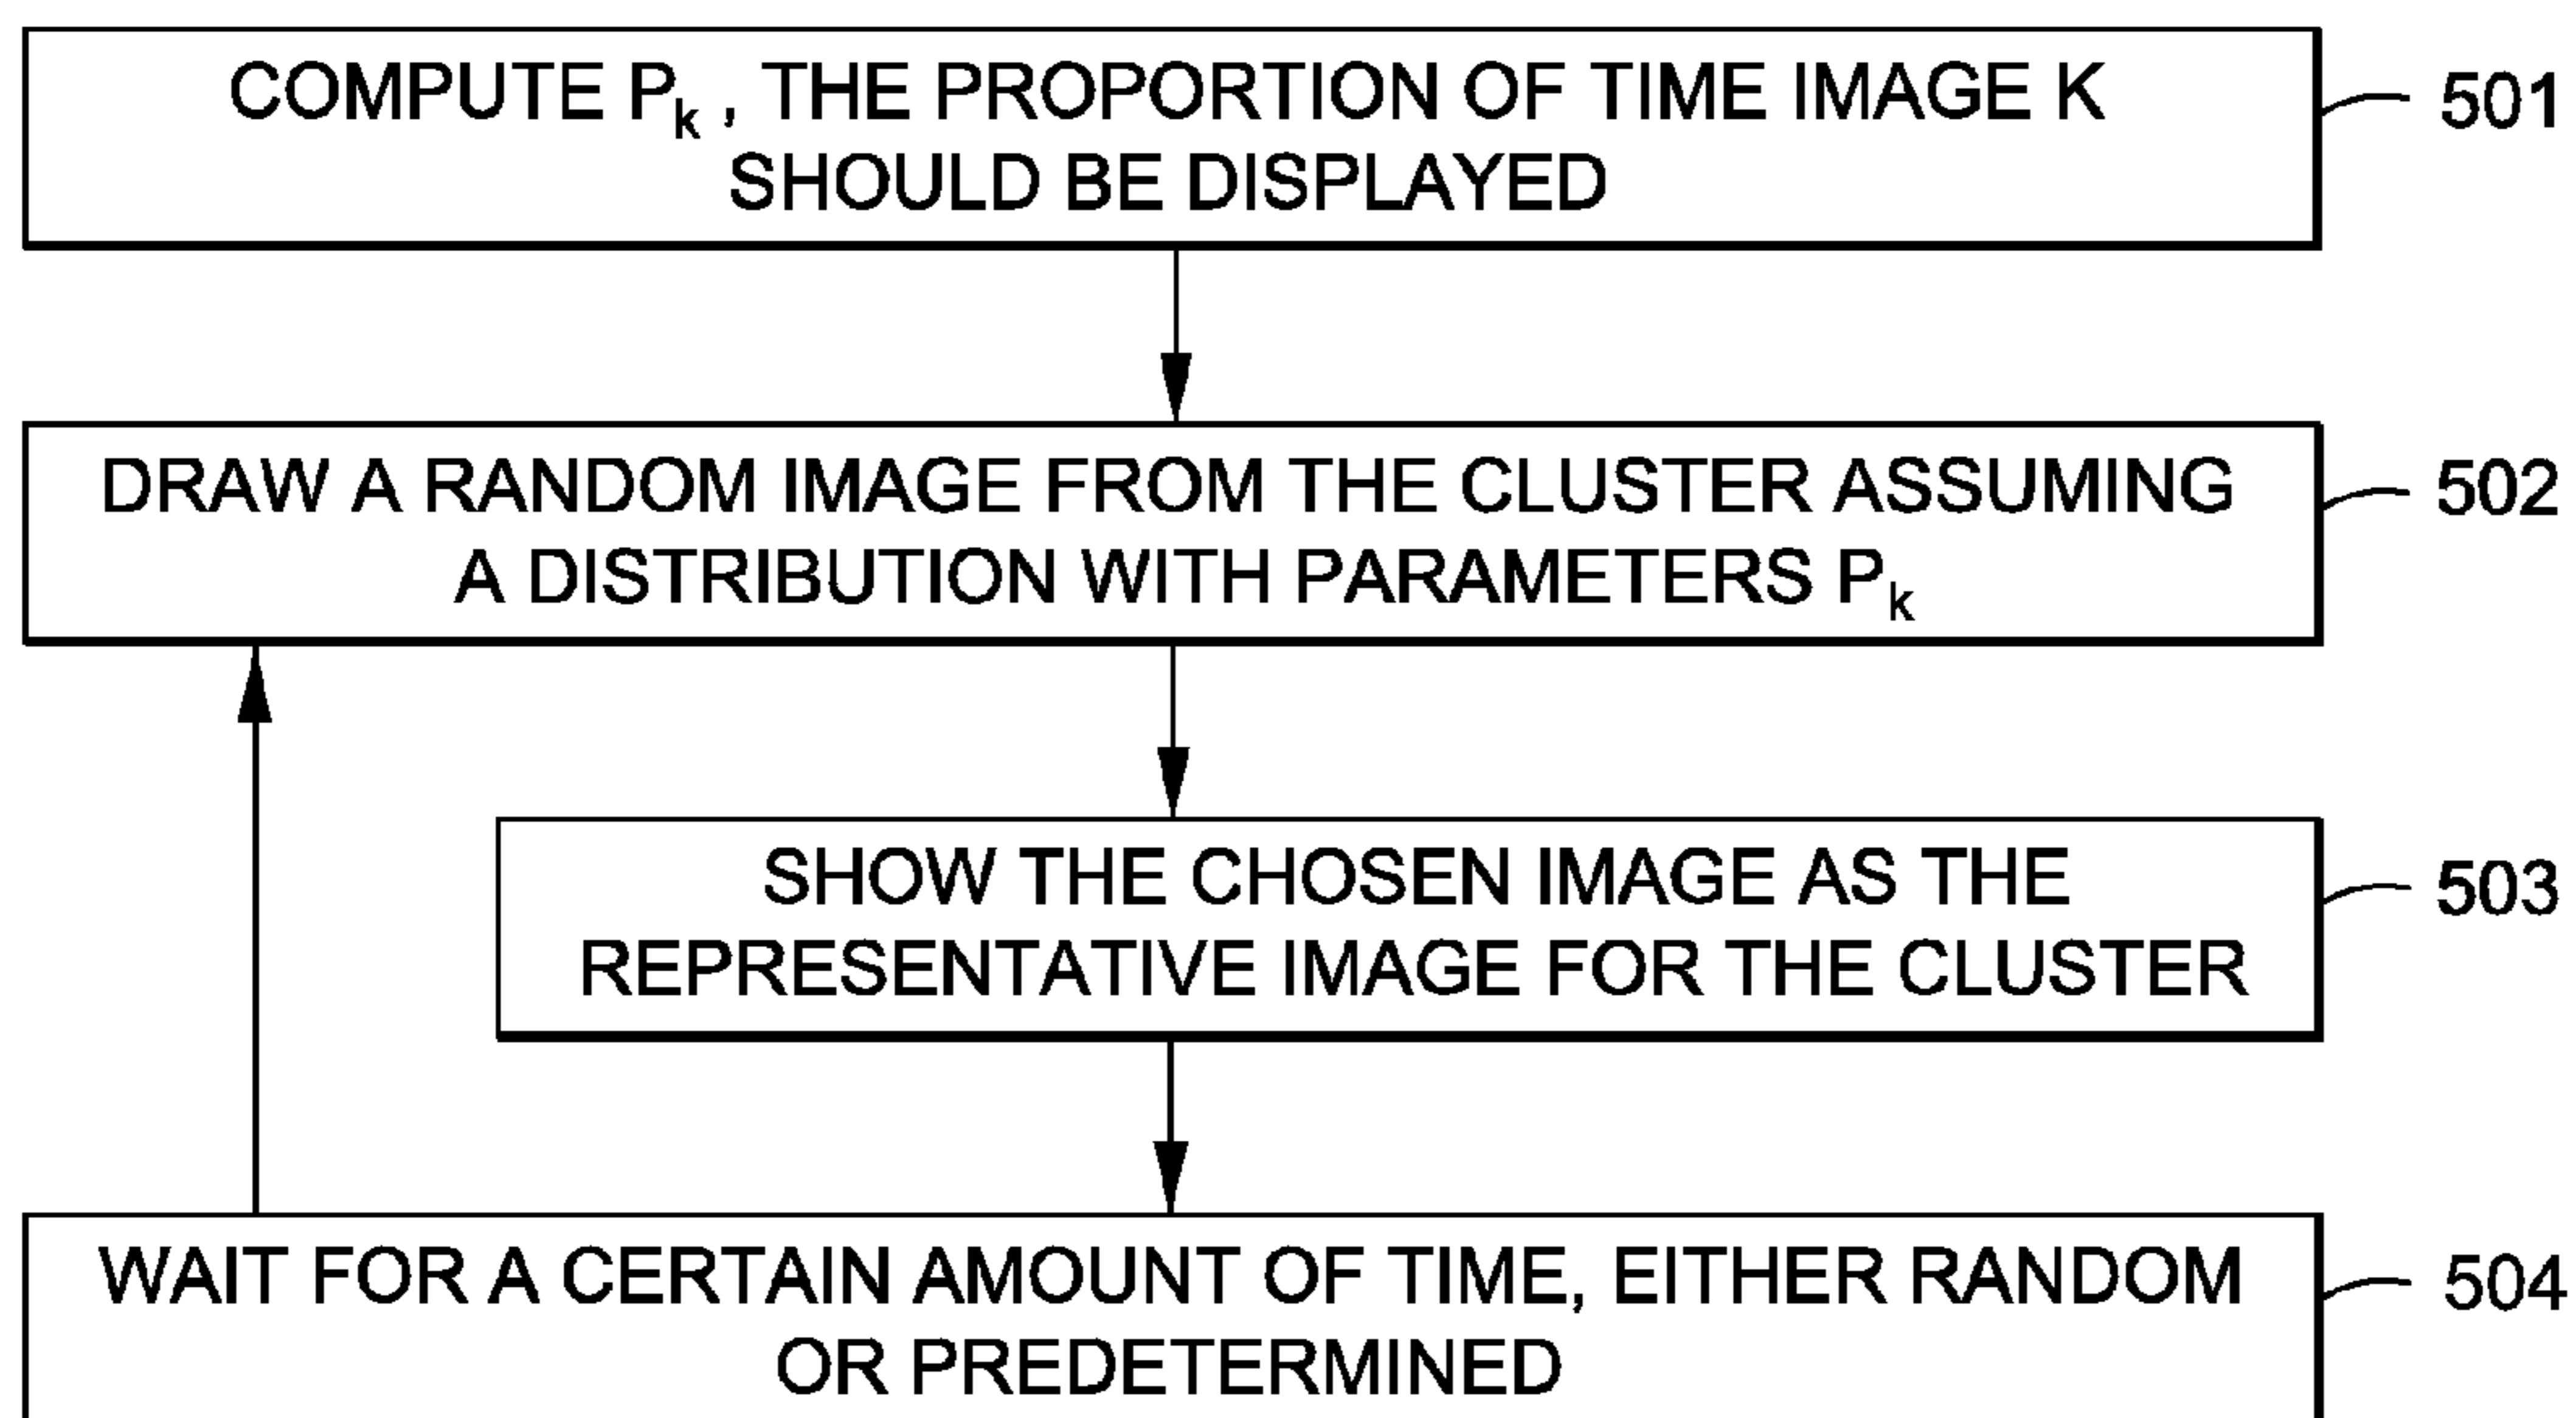 COMPUTE Pk, THE PROPORTION OF TIME IMAGE K
SHOULD BE DISPLAYED
501
DRAW A RANDOM IMAGE FROM THE CLUSTER ASSUMING
A DISTRIBUTION WITH PARAMETERS Pk
502
SHOW THE CHOSEN IMAGE AS THE
REPRESENTATIVE IMAGE FOR THE CLUSTER
503
WAIT FOR A CERTAIN AMOUNT OF TIME, EITHER RANDOM
OR PREDETERMINED
504